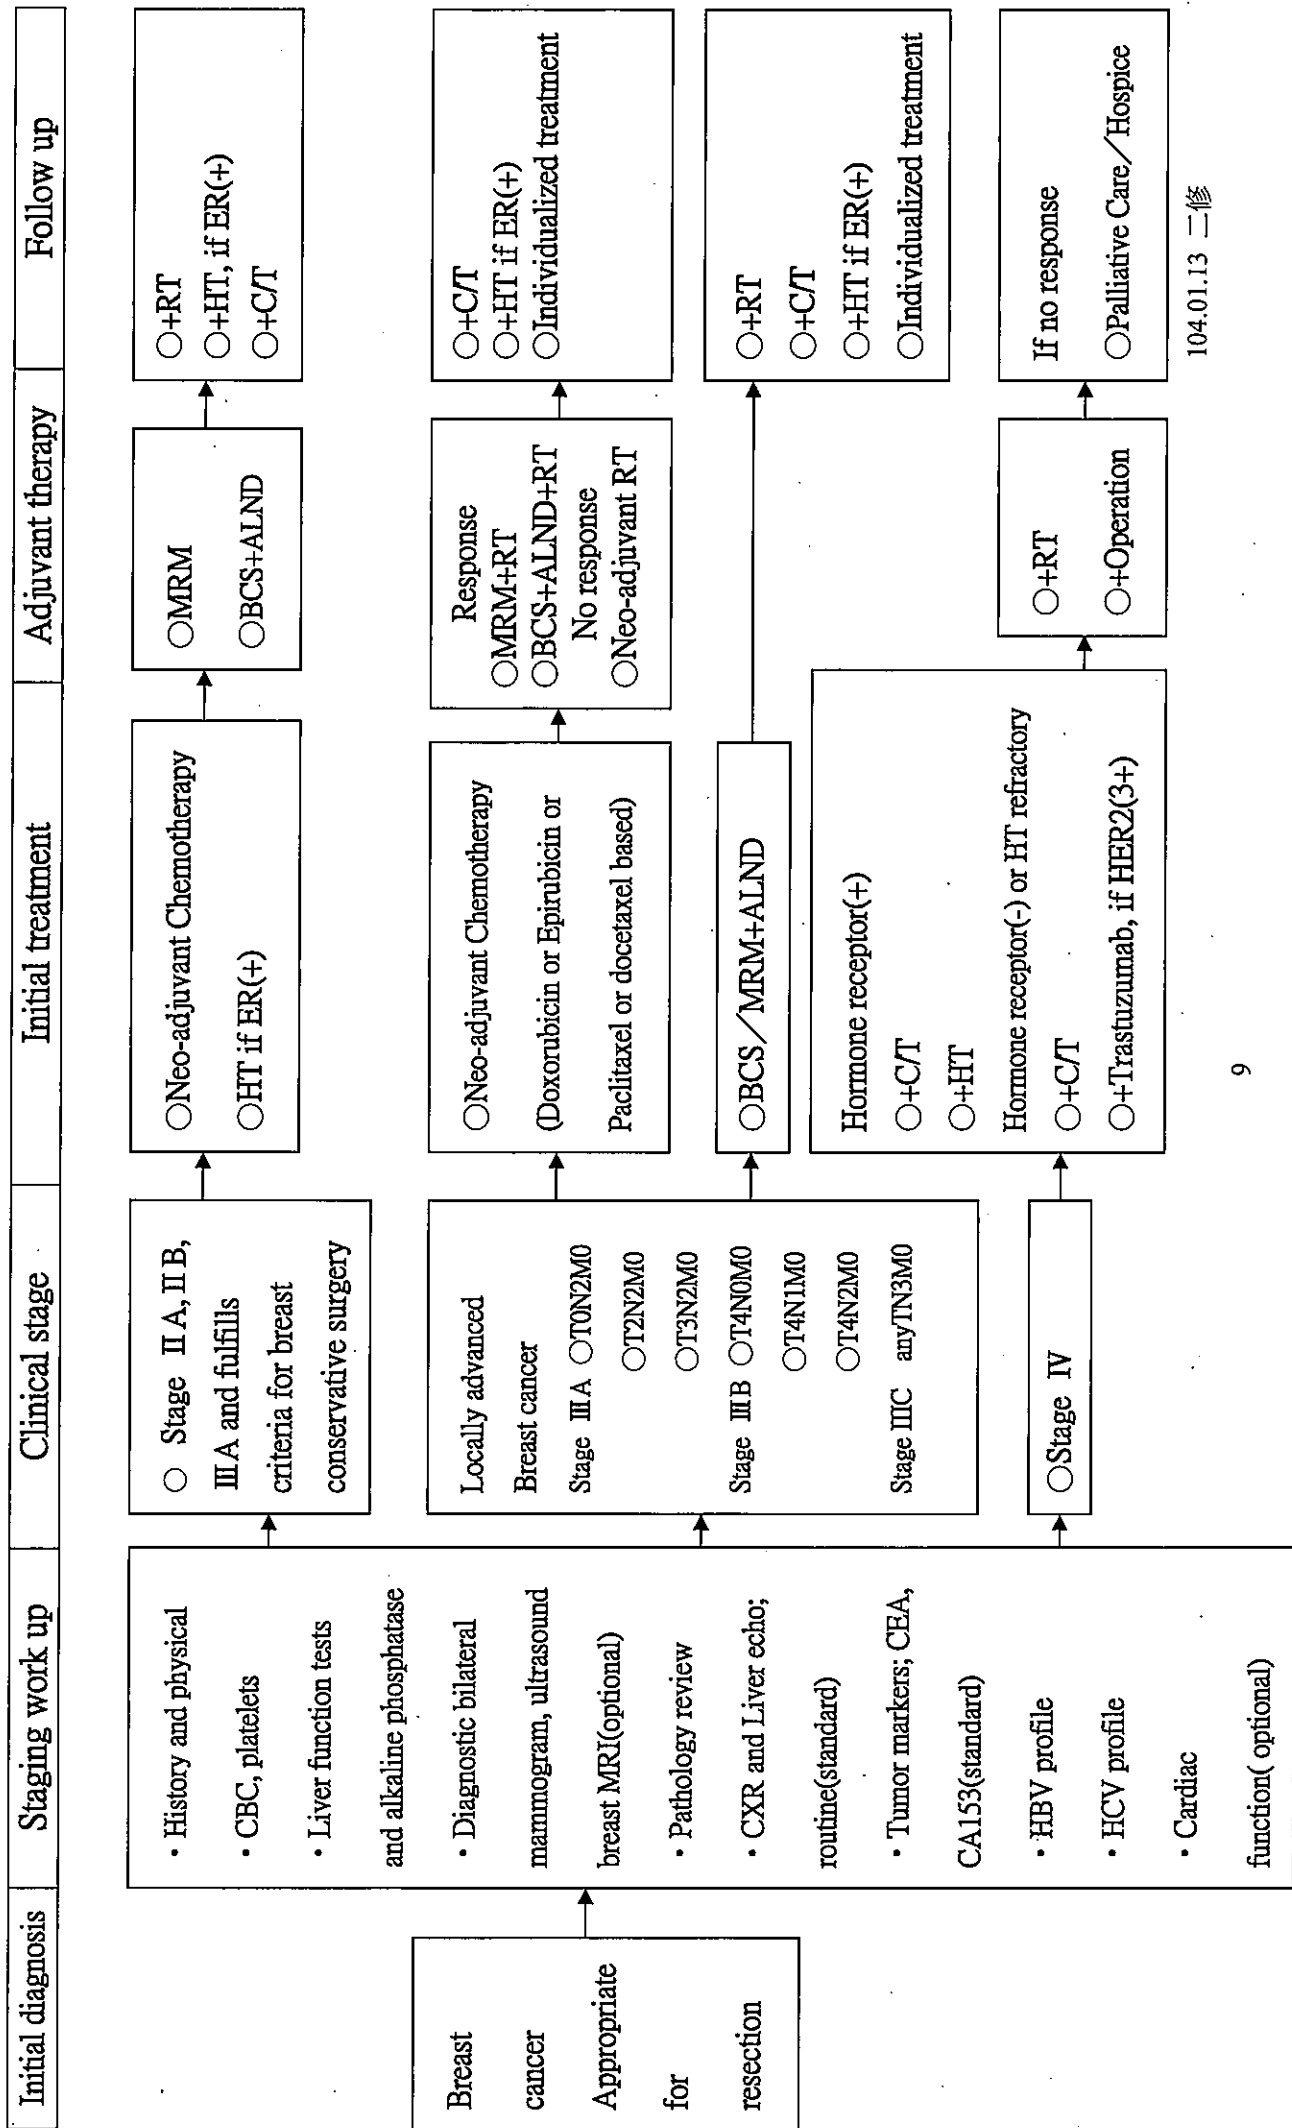 Initial diagnosis
Staging work up
Clinical stage
Initial treatment
Adjuvant therapy
Follow up
Breast
cancer
Appropriate
for
resection
• History and physical
• CBC, platelets
• Liver function tests
and alkaline phosphatase
• Diagnostic bilateral
mammogram, ultrasound
breast MRI(optional)
• Pathology review
• CXR and Liver echo;
routine(standard)
• Tumor markers; CEA,
CA153(standard)
• HBV profile
• HCV profile
• Cardiac
function( optional)
○ Stage ⅡA, ⅡB,
ⅢA and fulfills
criteria for breast
conservative surgery
○Neo-adjuvant Chemotherapy
○HT if ER(+)
○MRM
○BCS+ALND
○+RT
○+HT, if ER(+)
○+C/T
Locally advanced
Breast cancer
Stage ⅢA ○T0N2M0
○T2N2M0
○T3N2M0
Stage ⅢB ○T4N0M0
○T4N1M0
○T4N2M0
Stage IIIC anyTN3M0
○Neo-adjuvant Chemotherapy
(Doxorubicin or Epirubicin or
Paclitaxel or docetaxel based)
Response
○MRM+RT
○BCS+ALND+RT
No response
○Neo-adjuvant RT
○+C/T
○+HT if ER(+)
○Individualized treatment
○BCS／MRM+ALND
○+RT
○+C/T
○+HT if ER(+)
○Individualized treatment
○Stage IV
Hormone receptor(+)
○+C/T
○+HT
Hormone receptor(-) or HT refractory
○+C/T
○+Trastuzumab, if HER2(3+)
○+RT
○+Operation
If no response
○Palliative Care／Hospice
104.01.13 二修
9